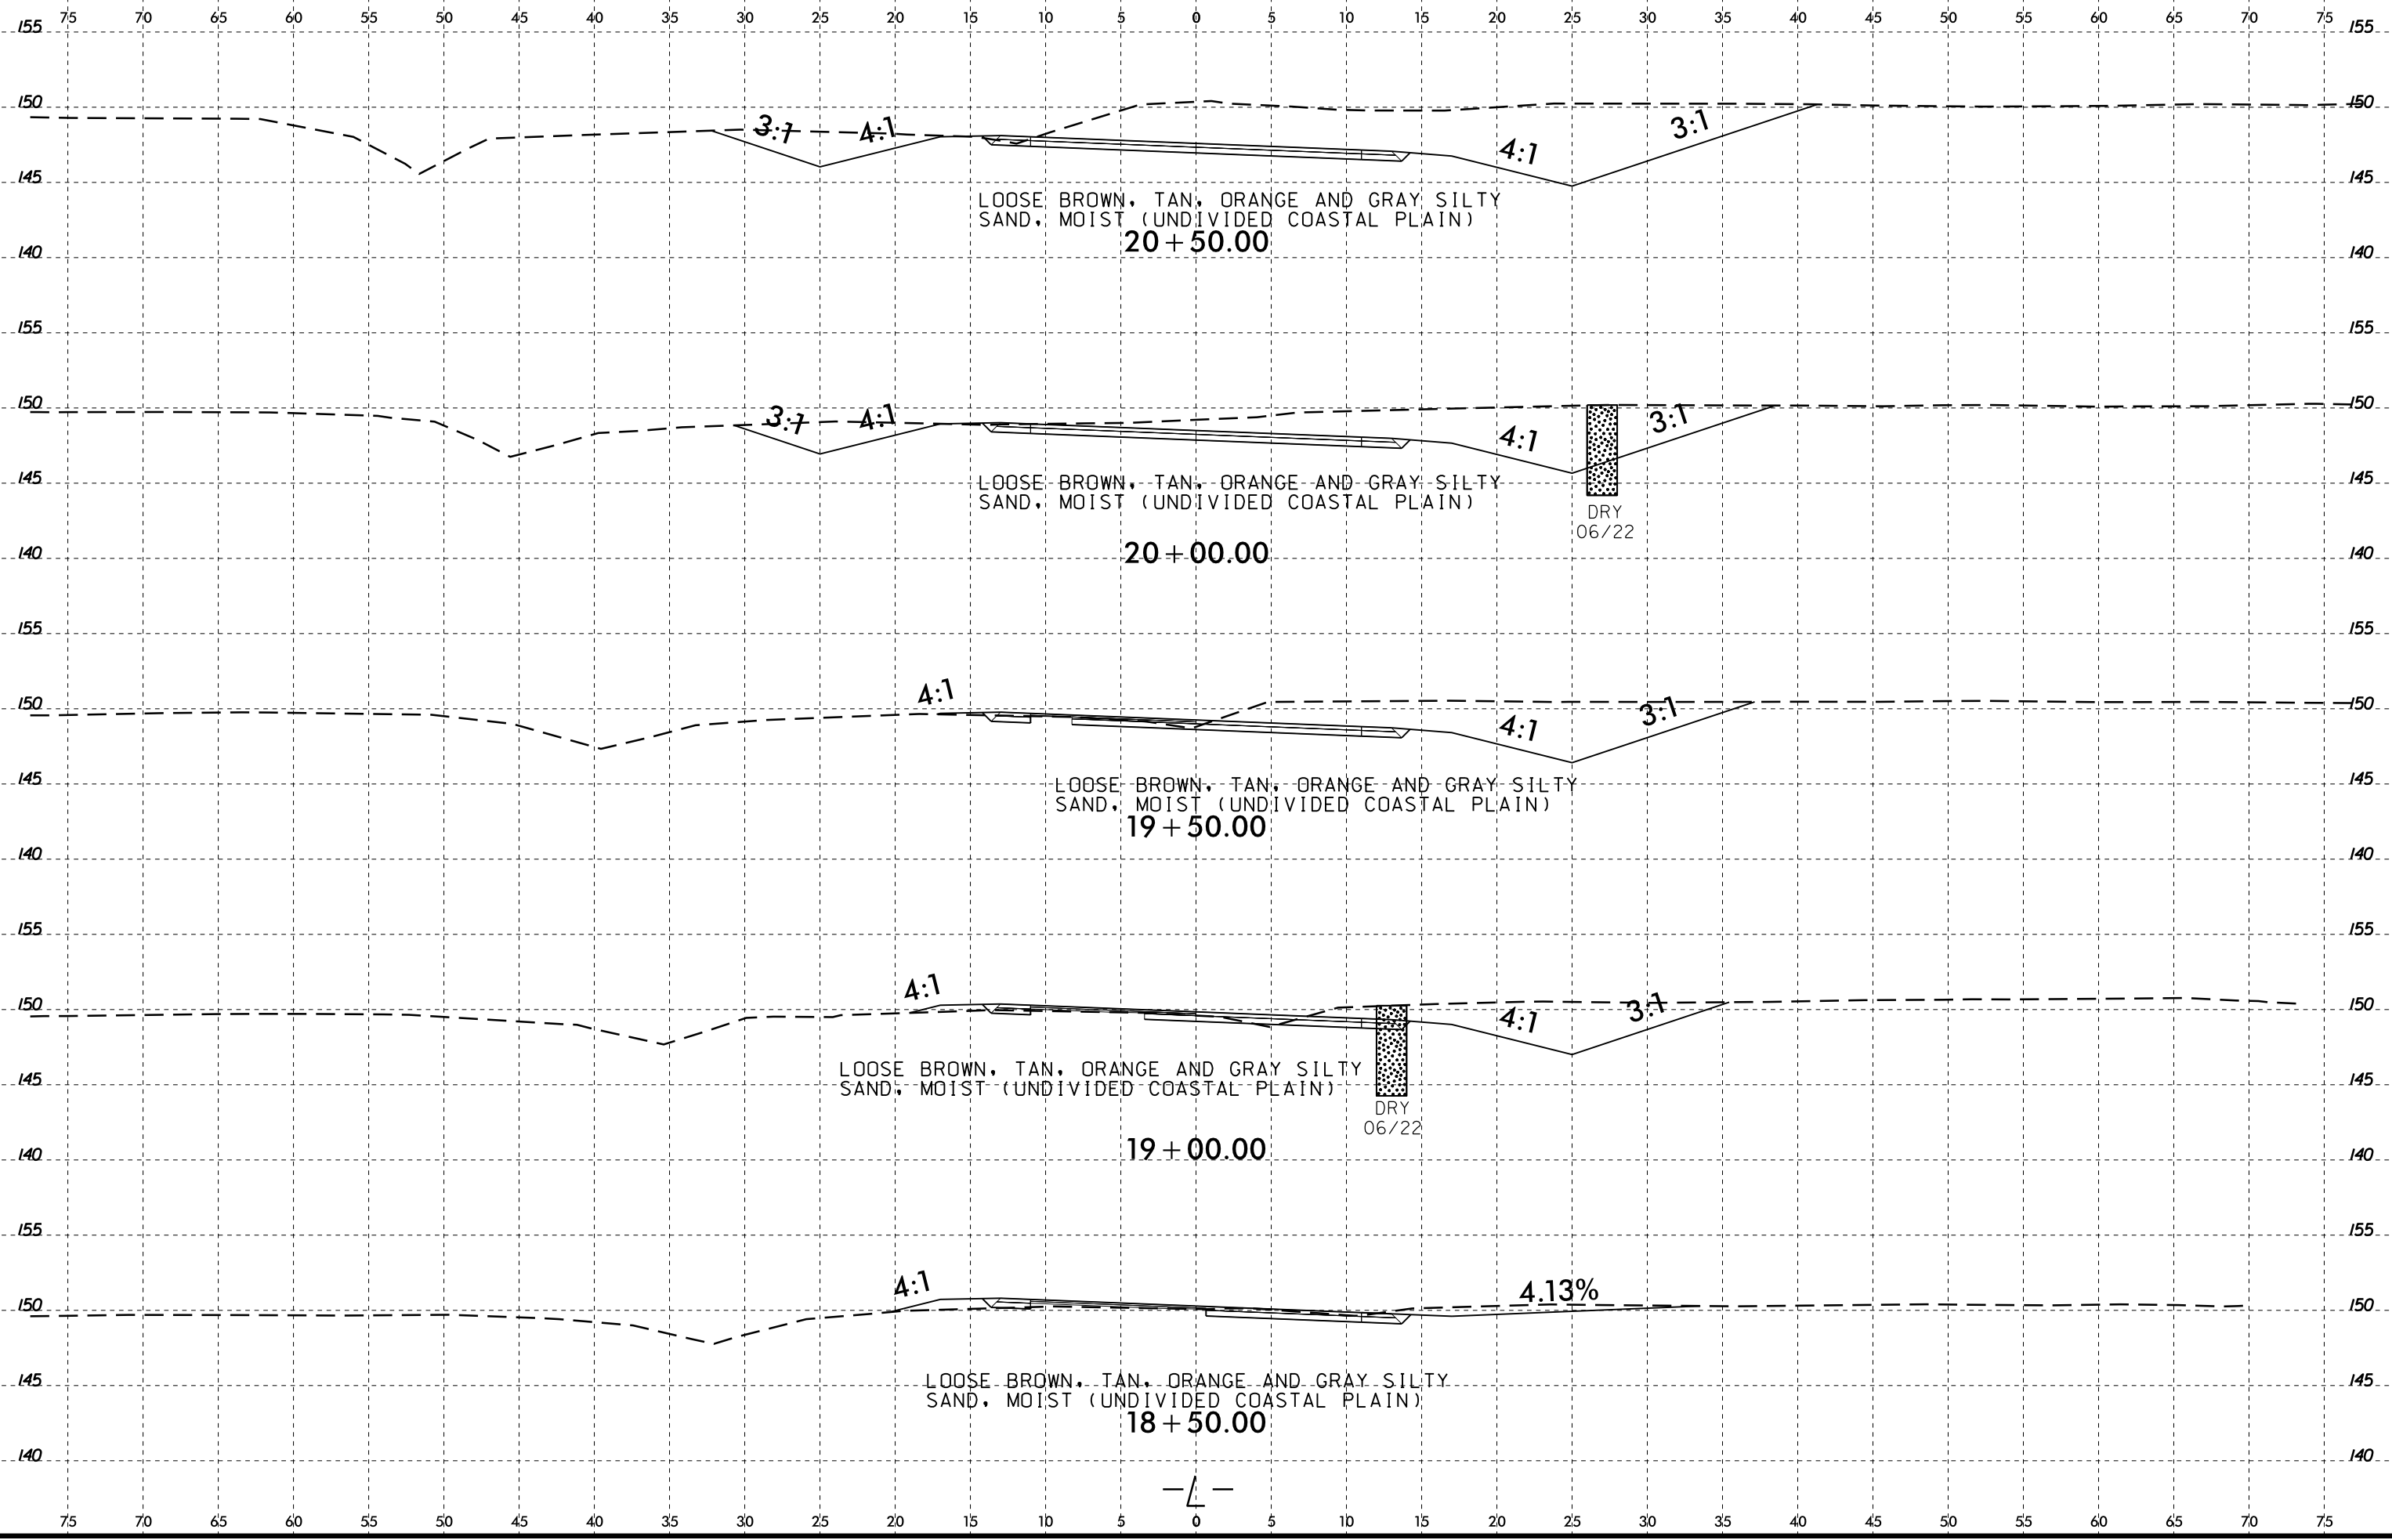 75 70 65 60 55 50 45 40 35 30 25 20 15 10 5 0 5 10 15 20 25 30 35 40 45 50 55 60 65 70 75
155 155
150 150
3:1 4:1 4:1 3:1
145 145
LOOSE BROWN, TAN, ORANGE AND GRAY SILTY
SAND, MOIST (UNDIVIDED COASTAL PLAIN)
20+50.00
140 140
155 155
150 150
3:1 4:1 4:1 3:1
145 145
LOOSE BROWN, TAN, ORANGE AND GRAY SILTY
SAND, MOIST (UNDIVIDED COASTAL PLAIN)
DRY
06/22
20+00.00
140 140
155 155
4:1
150 150
4:1 3:1
145 145
LOOSE BROWN, TAN, ORANGE AND GRAY SILTY
SAND, MOIST (UNDIVIDED COASTAL PLAIN)
19+50.00
140 140
155 155
4:1
150 150
4:1 3:1
LOOSE BROWN, TAN, ORANGE AND GRAY SILTY
SAND, MOIST (UNDIVIDED COASTAL PLAIN)
145 145
DRY
06/22
19+00.00
140 140
155 155
4:1 4.13%
150 150
LOOSE BROWN, TAN, ORANGE AND GRAY SILTY
SAND, MOIST (UNDIVIDED COASTAL PLAIN)
145 145
18+50.00
140 140
-L-
75 70 65 60 55 50 45 40 35 30 25 20 15 10 5 0 5 10 15 20 25 30 35 40 45 50 55 60 65 70 75